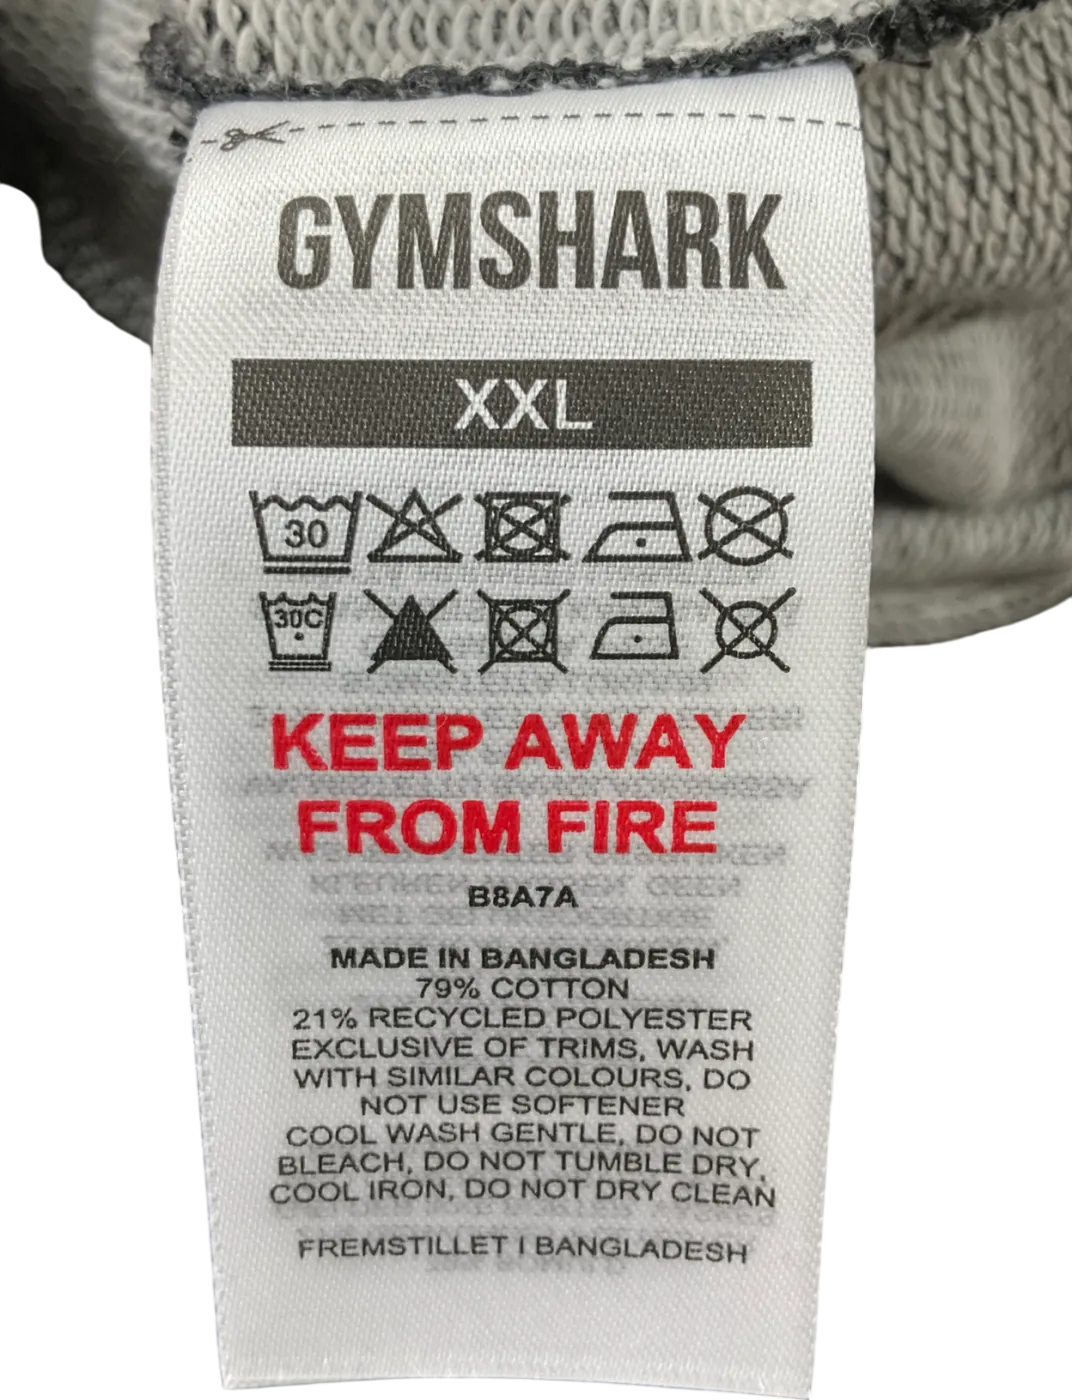 GYMSHARK
XXL
30
30C
KEEP AWAY
FROM FIRE
B8A7A
MADE IN BANGLADESH
79% COTTON
21% RECYCLED POLYESTER
EXCLUSIVE OF TRIMS, WASH
WITH SIMILAR COLOURS, DO
NOT USE SOFTENER
COOL WASH GENTLE, DO NOT
BLEACH, DO NOT TUMBLE DRY,
COOL IRON, DO NOT DRY CLEAN
FREMSTILLET I BANGLADESH